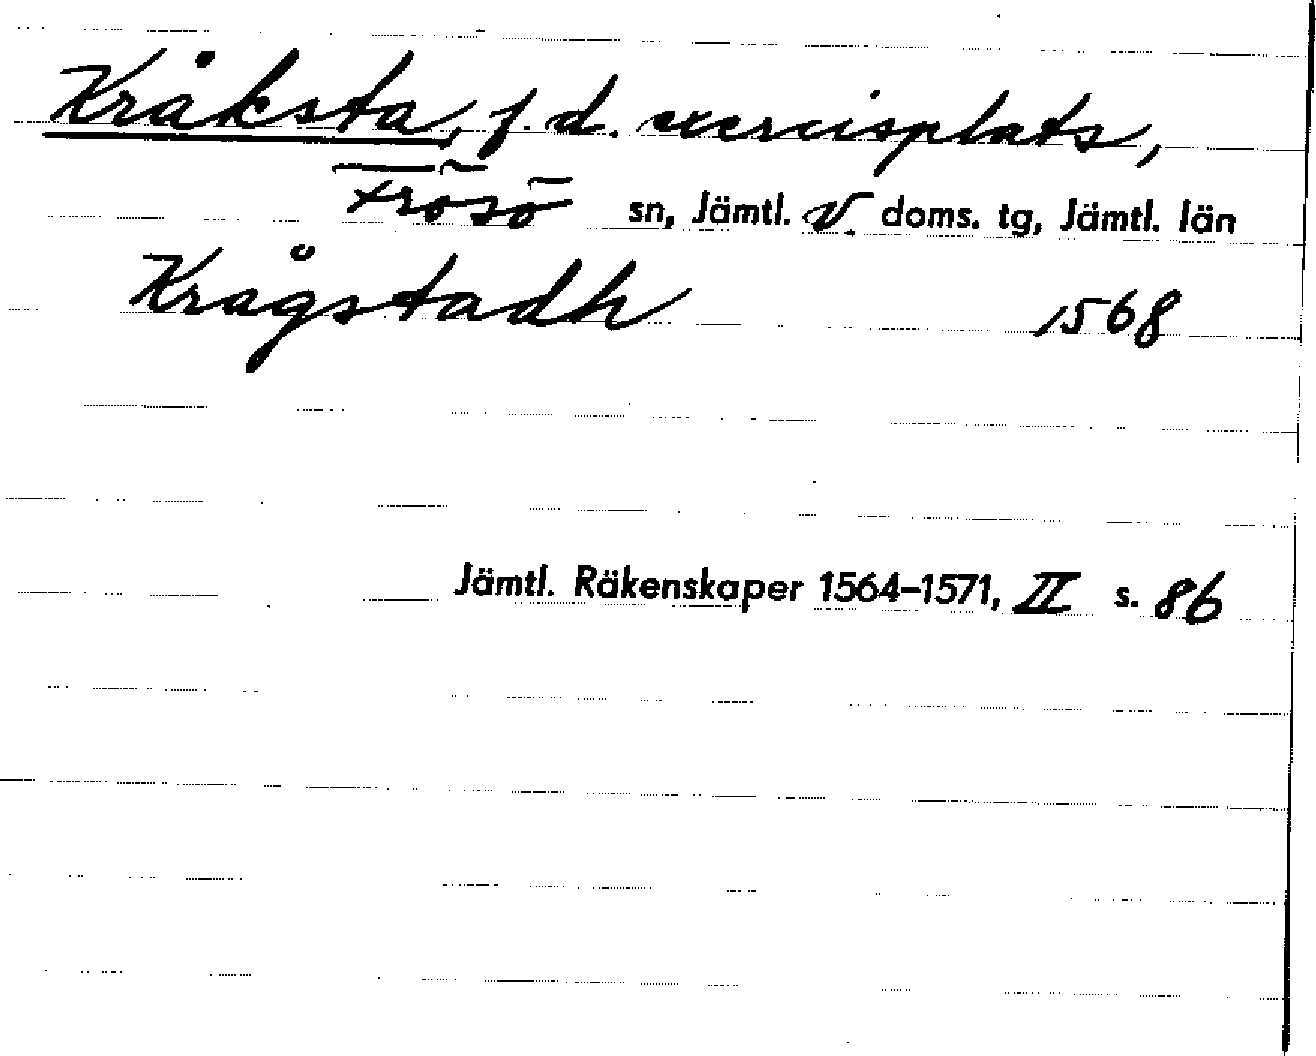 Kråksta, f. d. exercisplats,
Frösö sn, Jämtl. V. doms. tg, Jämtl. län
Krågstadh 1568
Jämtl. Räkenskaper 1564–1571, II s. 86